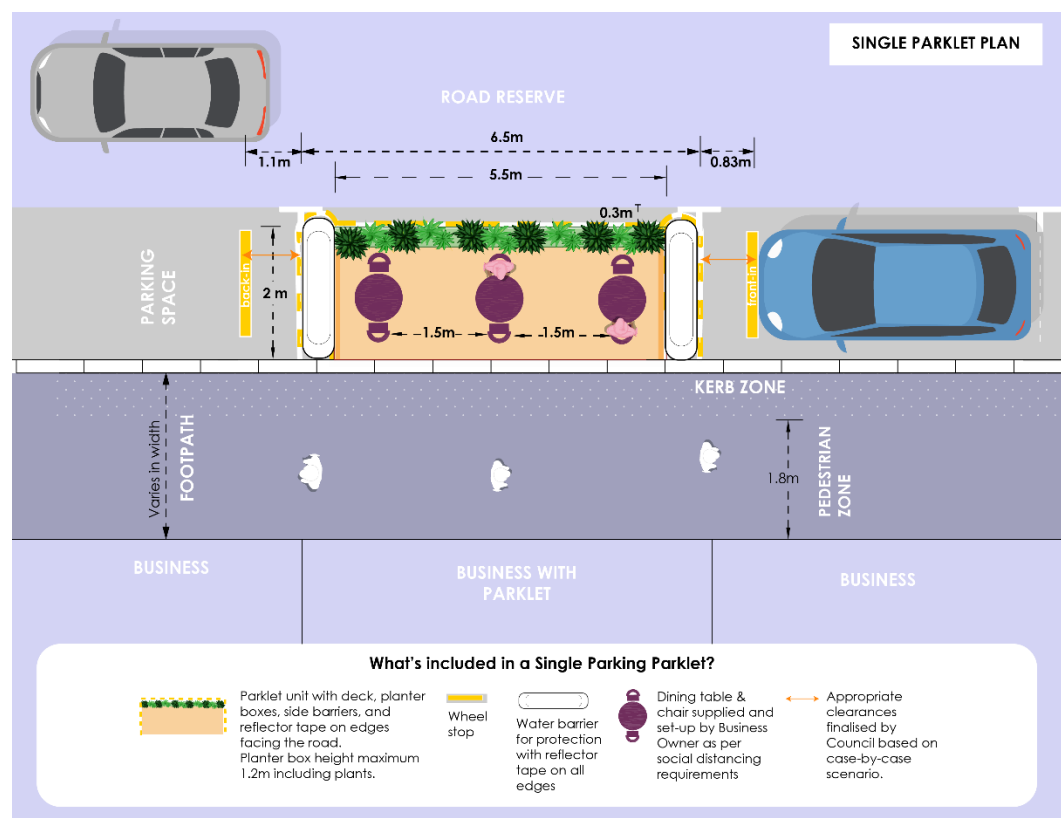 SINGLE PARKLET PLAN
ROAD RESERVE
6.5m
1.1m
0.83m
5.5m
0.3m
PARKING
SPACE
back-in
2 m
front-in
1.5m
1.5m
KERB ZONE
Varies in width
FOOTPATH
1.8m
PEDESTRIAN
ZONE
BUSINESS
BUSINESS WITH
PARKLET
BUSINESS
What's included in a Single Parking Parklet?
Parklet unit with deck, planter
boxes, side barriers, and
reflector tape on edges
facing the road.
Planter box height maximum
1.2m including plants.
Wheel
stop
Water barrier
for protection
with reflector
tape on all
edges
Dining table &
chair supplied and
set-up by Business
Owner as per
social distancing
requirements
Appropriate
clearances
finalised by
Council based on
case-by-case
scenario.